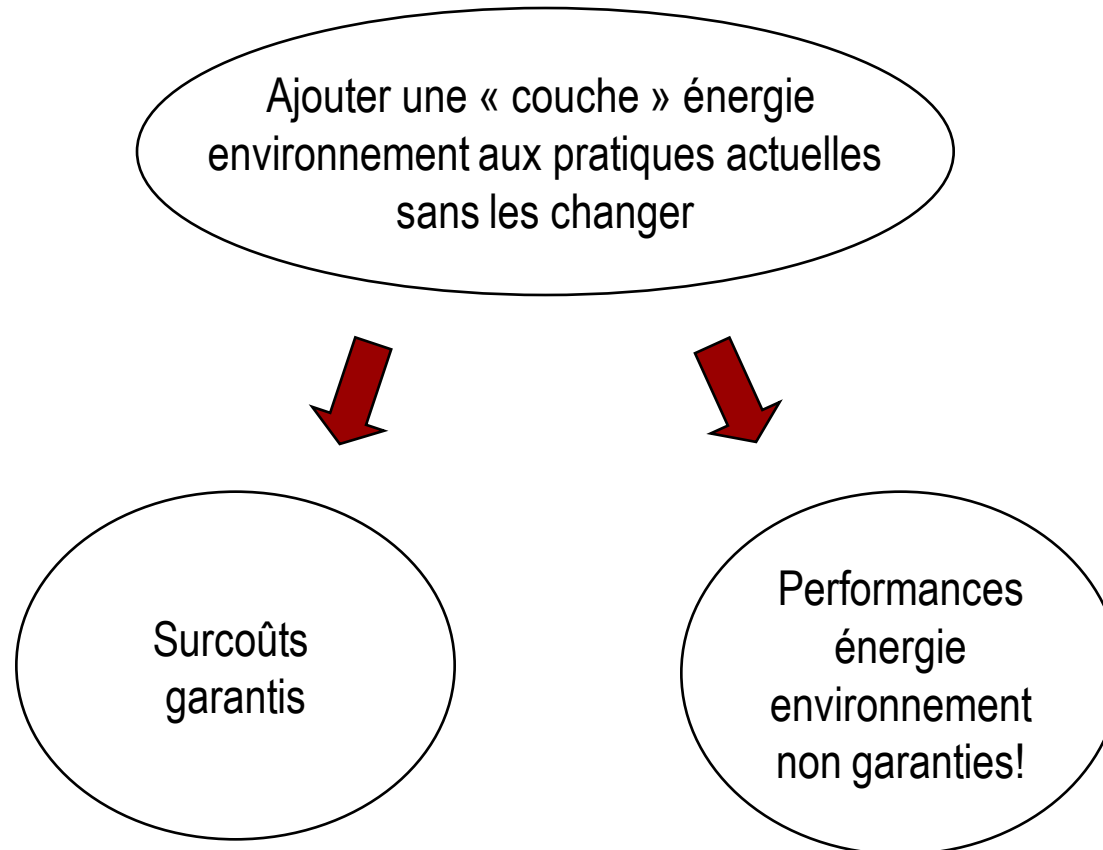 Ajouter une « couche » énergie
environnement aux pratiques actuelles
sans les changer
Surcoûts
garantis
Performances
énergie
environnement
non garanties!